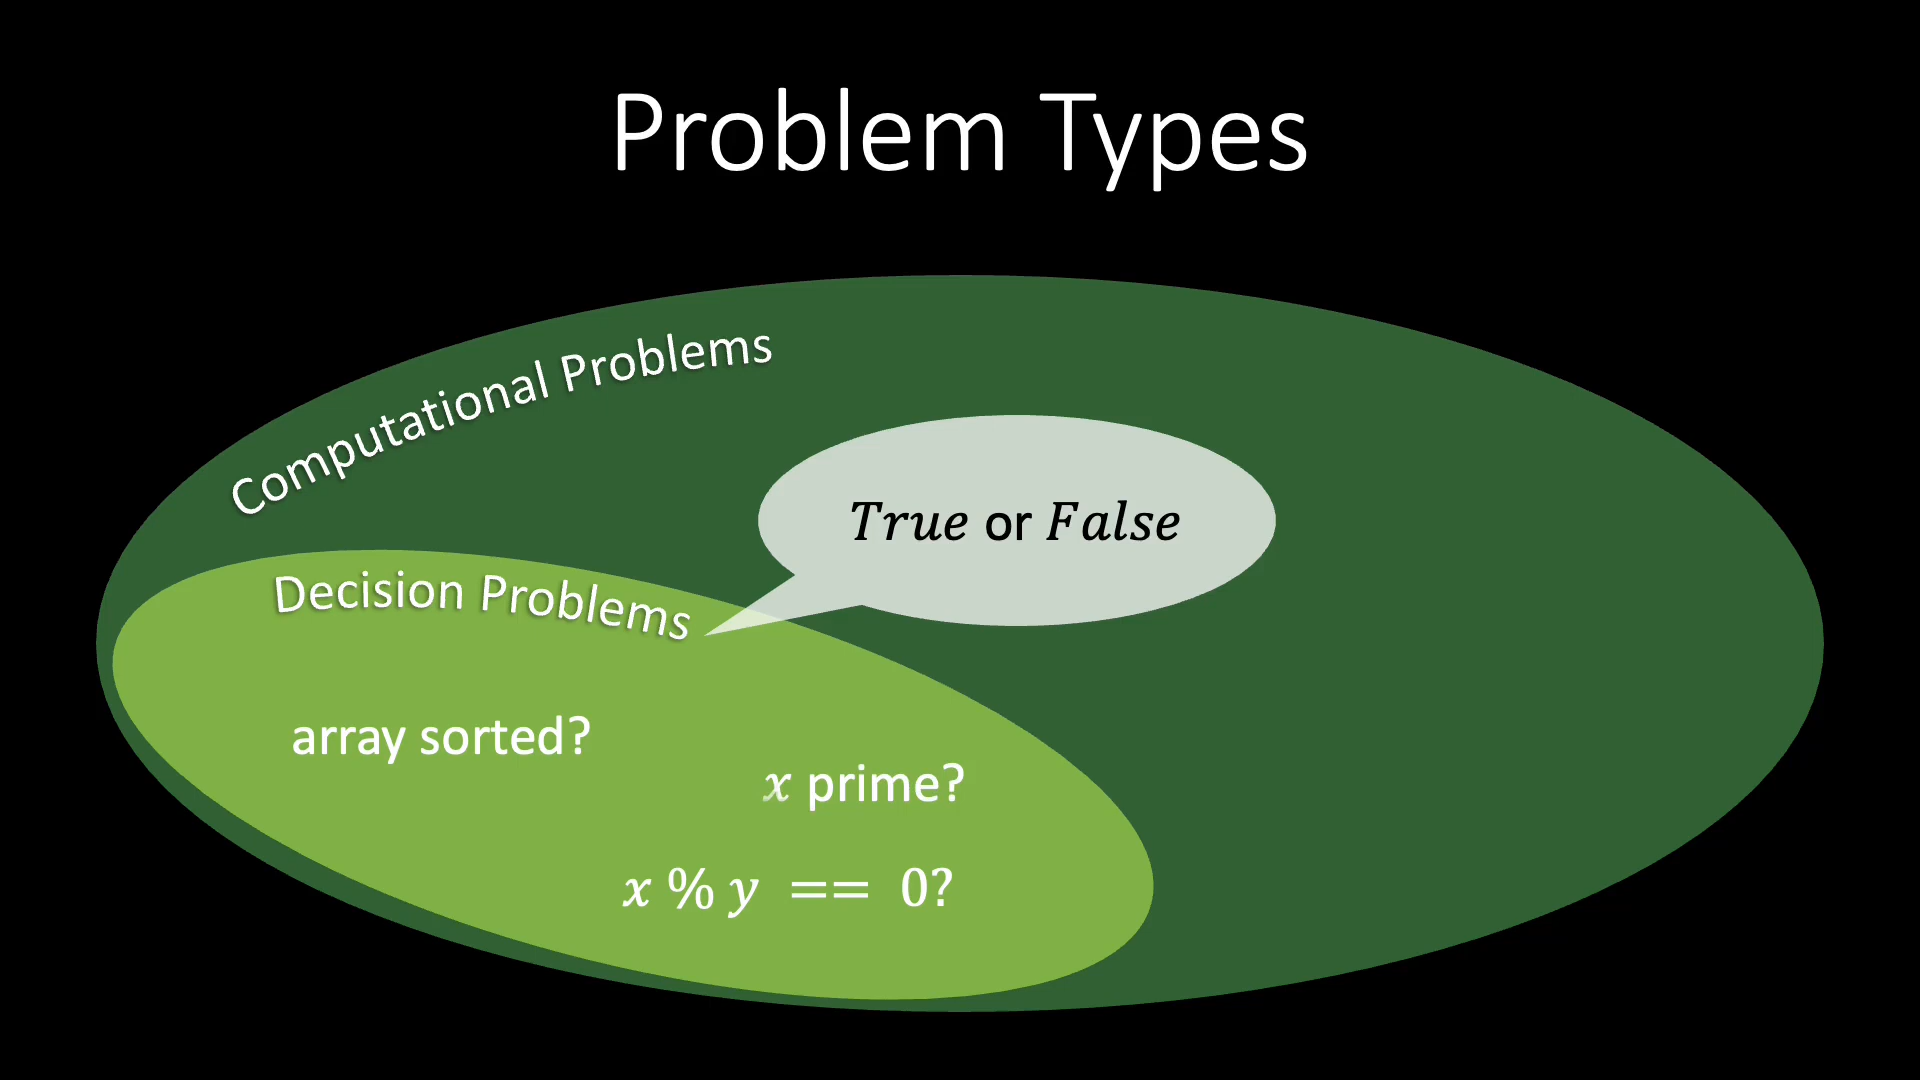 Problem Types
Computational Problems
True or False
Decision Problems
array sorted?
x prime?
x % y == 0?